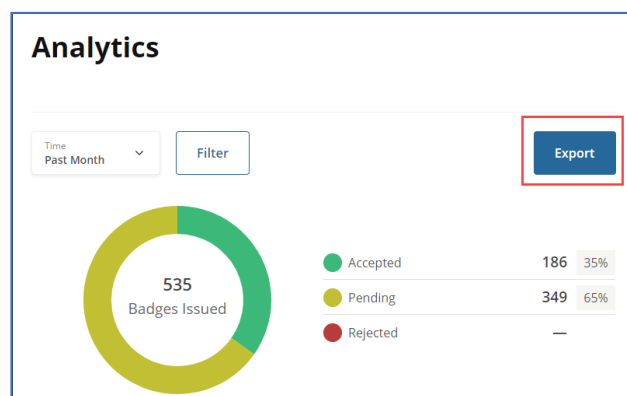 Analytics
Time
Past Month
Filter
Export
535
Badges Issued
Accepted 186 35%
Pending 349 65%
Rejected —